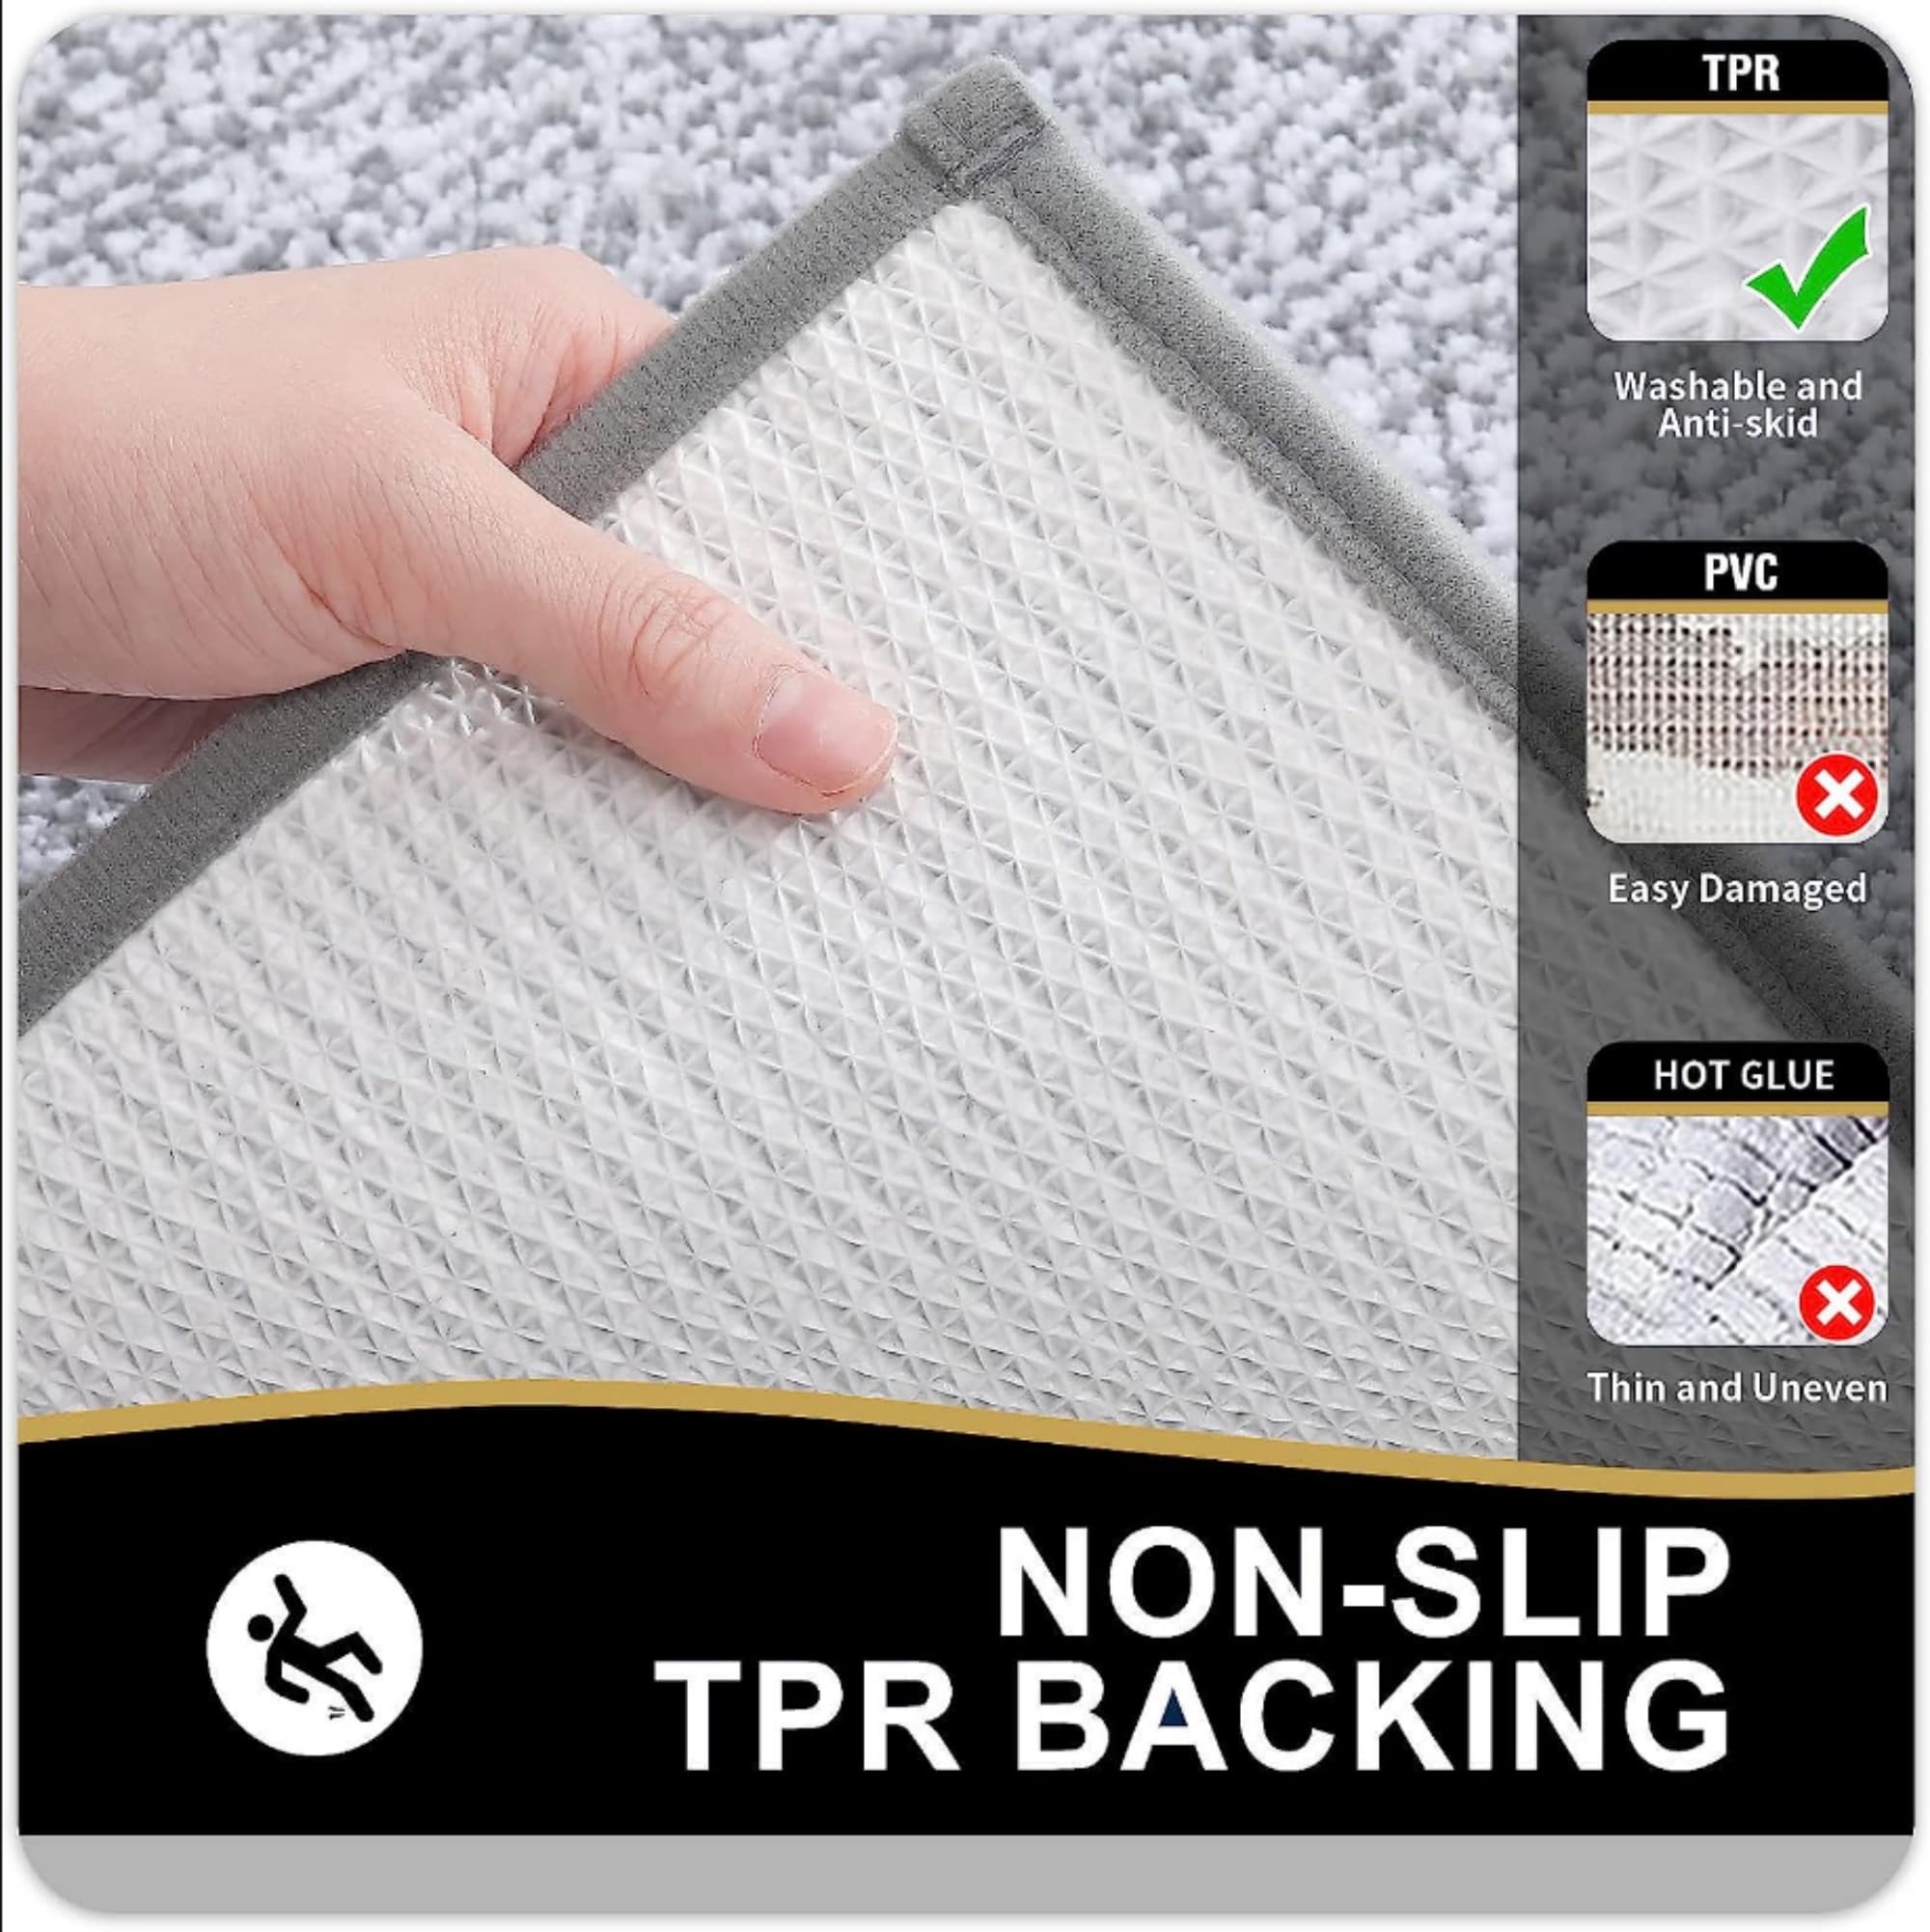 TPR
Washable and
Anti-skid
PVC
Easy Damaged
HOT GLUE
Thin and Uneven
NON-SLIP
TPR BACKING